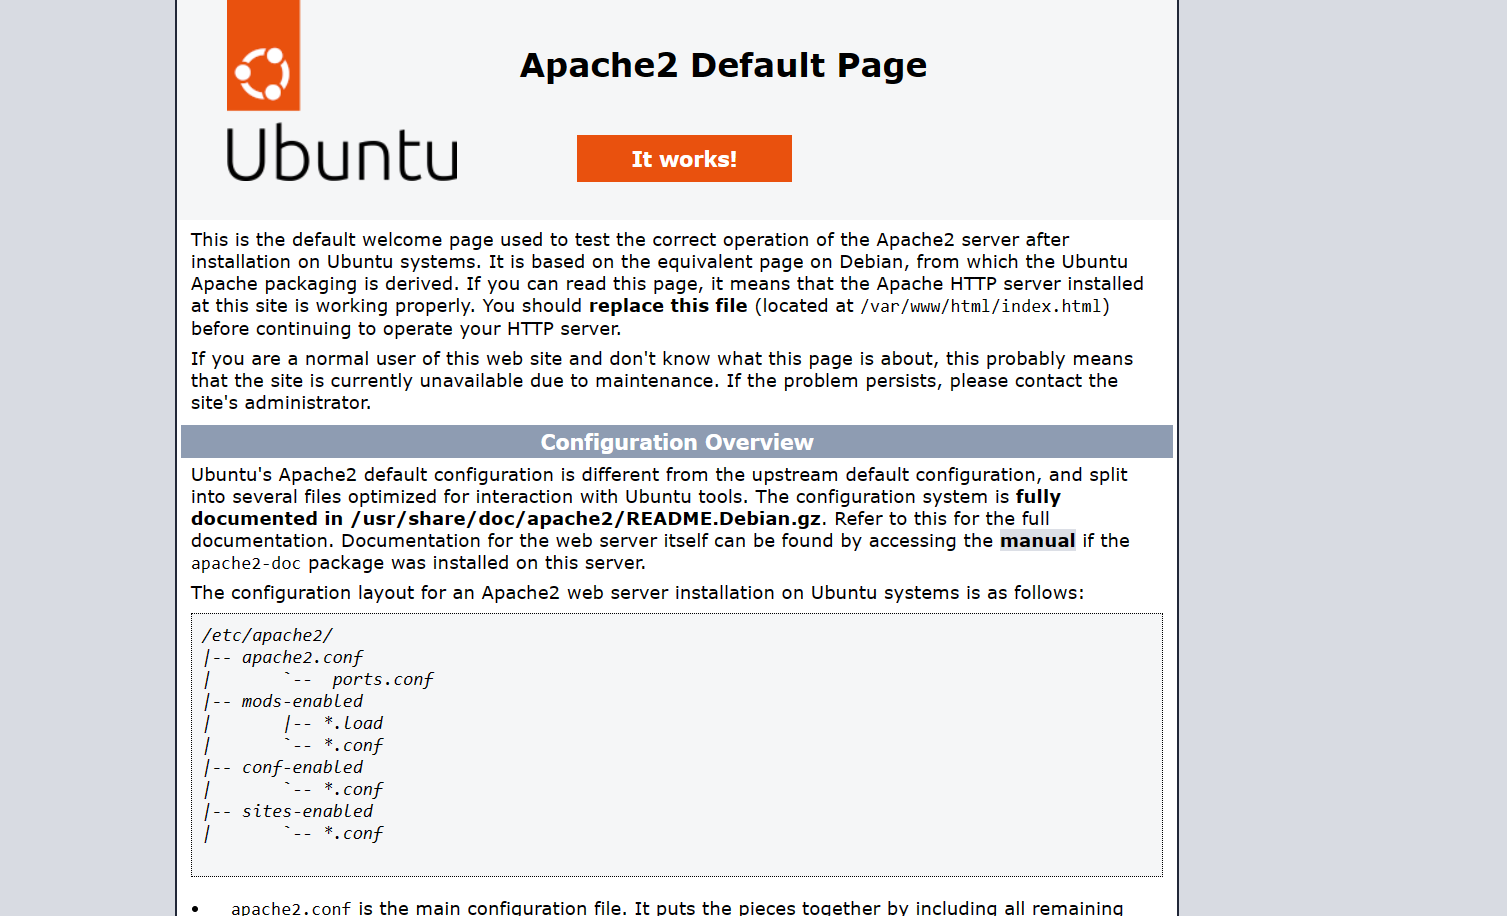 Apache2 Default Page
Ubuntu
It works!
This is the default welcome page used to test the correct operation of the Apache2 server after
installation on Ubuntu systems. It is based on the equivalent page on Debian, from which the Ubuntu
Apache packaging is derived. If you can read this page, it means that the Apache HTTP server installed
at this site is working properly. You should replace this file (located at /var/www/html/index.html)
before continuing to operate your HTTP server.
If you are a normal user of this web site and don't know what this page is about, this probably means
that the site is currently unavailable due to maintenance. If the problem persists, please contact the
site's administrator.
Configuration Overview
Ubuntu's Apache2 default configuration is different from the upstream default configuration, and split
into several files optimized for interaction with Ubuntu tools. The configuration system is fully
documented in /usr/share/doc/apache2/README.Debian.gz. Refer to this for the full
documentation. Documentation for the web server itself can be found by accessing the manual if the
apache2-doc package was installed on this server.
The configuration layout for an Apache2 web server installation on Ubuntu systems is as follows:
/etc/apache2/
|-- apache2.conf
|       `--  ports.conf
|-- mods-enabled
|       |-- *.load
|       `-- *.conf
|-- conf-enabled
|       `-- *.conf
|-- sites-enabled
|       `-- *.conf
• apache2.conf is the main configuration file. It puts the pieces together by including all remaining